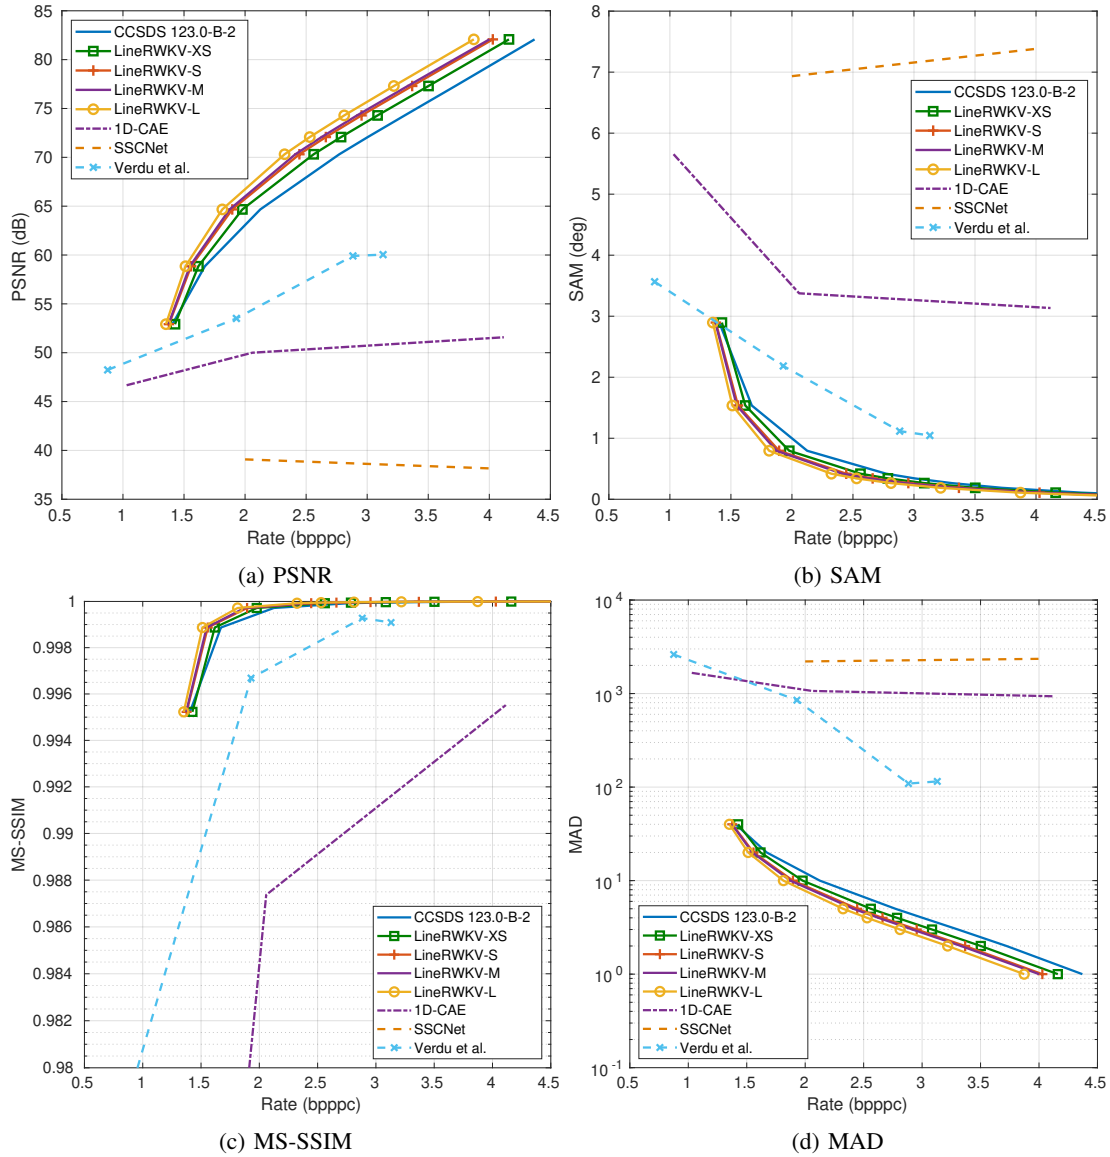 85
80
75
70
65
60
55
50
45
40
35
PSNR (dB)
CCSDS 123.0-B-2
LineRWKV-XS
LineRWKV-S
LineRWKV-M
LineRWKV-L
1D-CAE
SSCNet
Verdu et al.
0.5 1 1.5 2 2.5 3 3.5 4 4.5
Rate (bpppc)
(a) PSNR
8
7
6
5
4
3
2
1
0
SAM (deg)
CCSDS 123.0-B-2
LineRWKV-XS
LineRWKV-S
LineRWKV-M
LineRWKV-L
1D-CAE
SSCNet
Verdu et al.
0.5 1 1.5 2 2.5 3 3.5 4 4.5
Rate (bpppc)
(b) SAM
1
0.998
0.996
0.994
0.992
0.99
0.988
0.986
0.984
0.982
0.98
MS-SSIM
CCSDS 123.0-B-2
LineRWKV-XS
LineRWKV-S
LineRWKV-M
LineRWKV-L
1D-CAE
SSCNet
Verdu et al.
0.5 1 1.5 2 2.5 3 3.5 4 4.5
Rate (bpppc)
(c) MS-SSIM
10^4
10^3
10^2
10^1
10^0
10^-1
MAD
CCSDS 123.0-B-2
LineRWKV-XS
LineRWKV-S
LineRWKV-M
LineRWKV-L
1D-CAE
SSCNet
Verdu et al.
0.5 1 1.5 2 2.5 3 3.5 4 4.5
Rate (bpppc)
(d) MAD